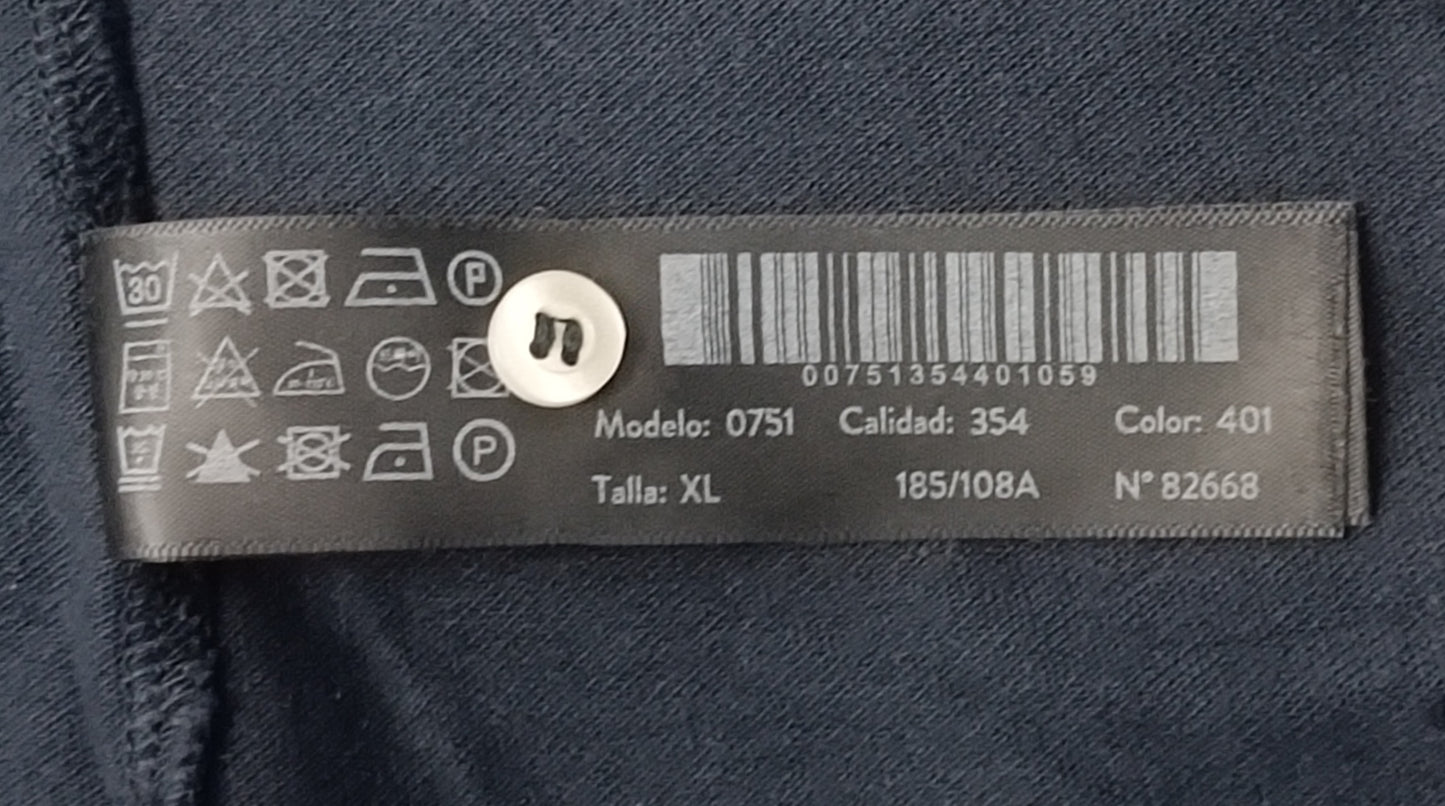 30
P
00751354401059
Modelo: 0751 Calidad: 354 Color: 401
Talla: XL 185/108A N° 82668
P